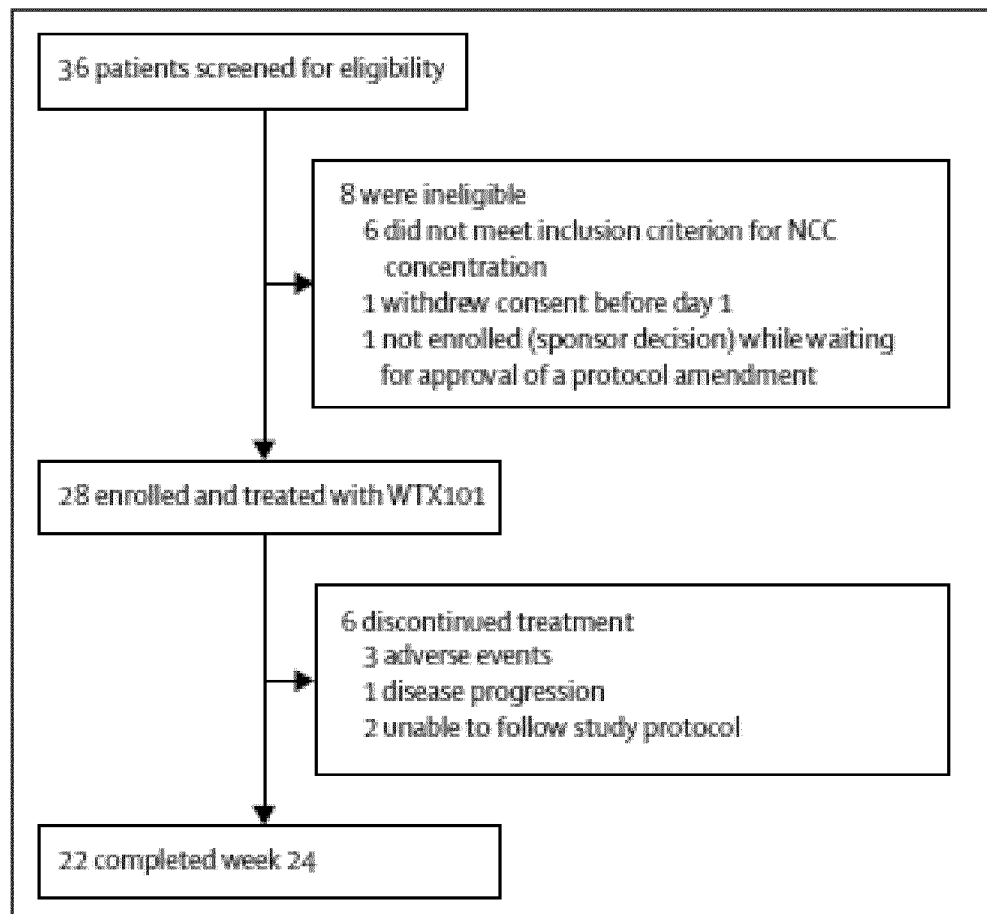 36 patients screened for eligibility
8 were ineligible
6 did not meet inclusion criterion for NCC
concentration
1 withdrew consent before day 1
1 not enrolled (sponsor decision) while waiting
for approval of a protocol amendment
28 enrolled and treated with WTX101
6 discontinued treatment
3 adverse events
1 disease progression
2 unable to follow study protocol
22 completed week 24